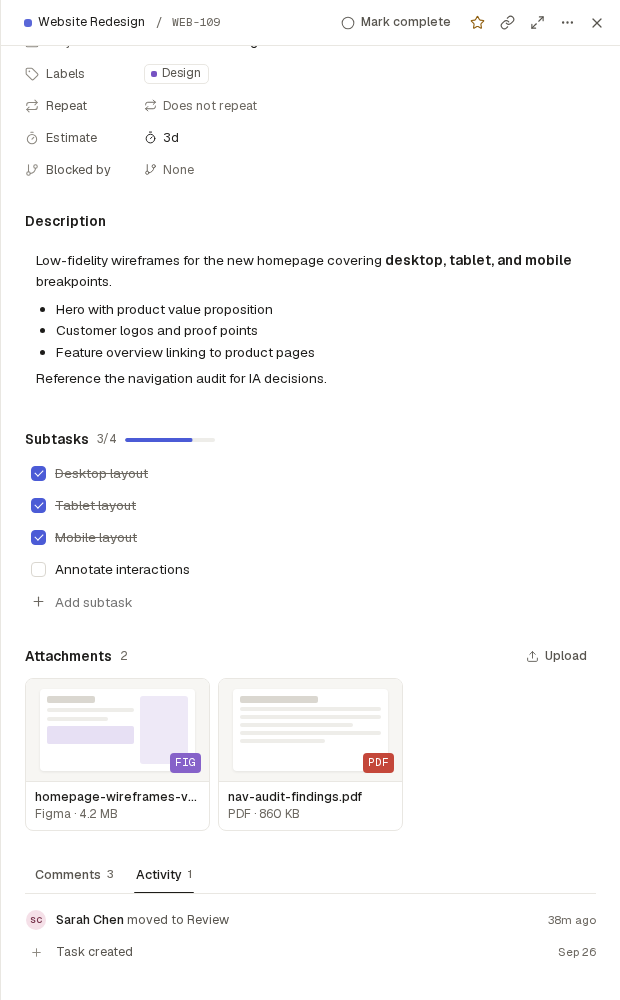 Website Redesign / WEB-109
Mark complete
Labels
Design
Repeat
Does not repeat
Estimate
3d
Blocked by
None
Description
Low-fidelity wireframes for the new homepage covering desktop, tablet, and mobile
breakpoints.
Hero with product value proposition
Customer logos and proof points
Feature overview linking to product pages
Reference the navigation audit for IA decisions.
Subtasks 3/4
Desktop layout
Tablet layout
Mobile layout
Annotate interactions
Add subtask
Attachments 2
Upload
FIG
homepage-wireframes-v...
Figma · 4.2 MB
PDF
nav-audit-findings.pdf
PDF · 860 KB
Comments 3
Activity 1
SC
Sarah Chen moved to Review
38m ago
Task created
Sep 26